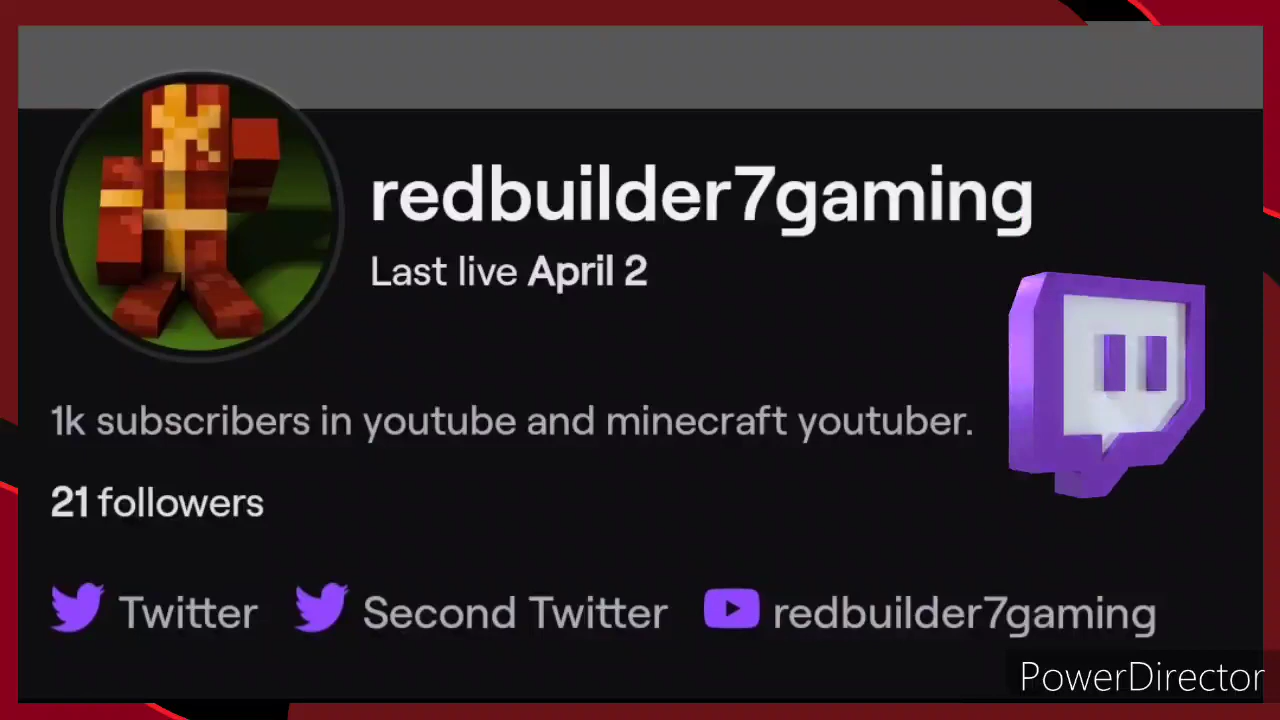 redbuilder7gaming
Last live April 2
1k subscribers in youtube and minecraft youtuber.
21 followers
Twitter Second Twitter redbuilder7gaming
PowerDirector